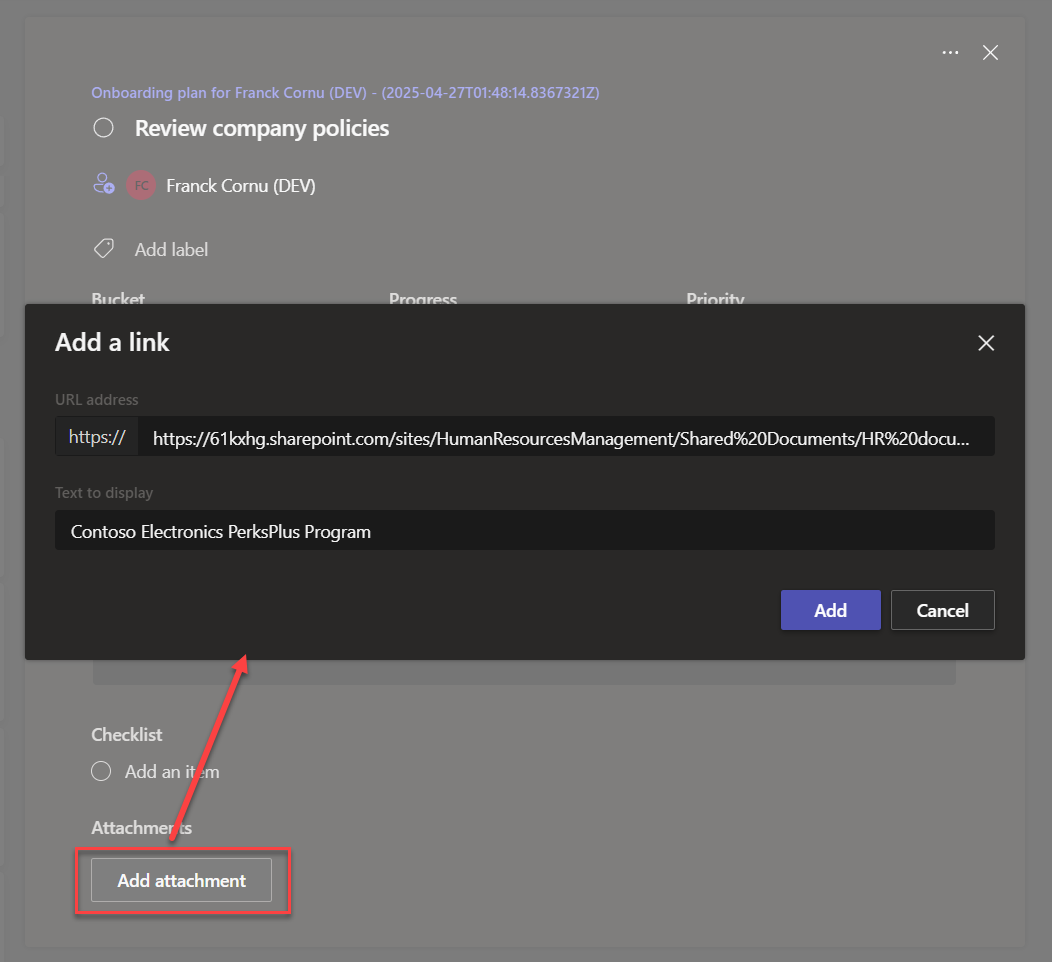 Onboarding plan for Franck Cornu (DEV) - (2025-04-27T01:48:14.8367321Z)
Review company policies
FC Franck Cornu (DEV)
Add label
Bucket Progress Priority
Add a link
URL address
https:// https://61kxhg.sharepoint.com/sites/HumanResourcesManagement/Shared%20Documents/HR%20docu...
Text to display
Contoso Electronics PerksPlus Program
Add Cancel
Checklist
Add an item
Attachments
Add attachment